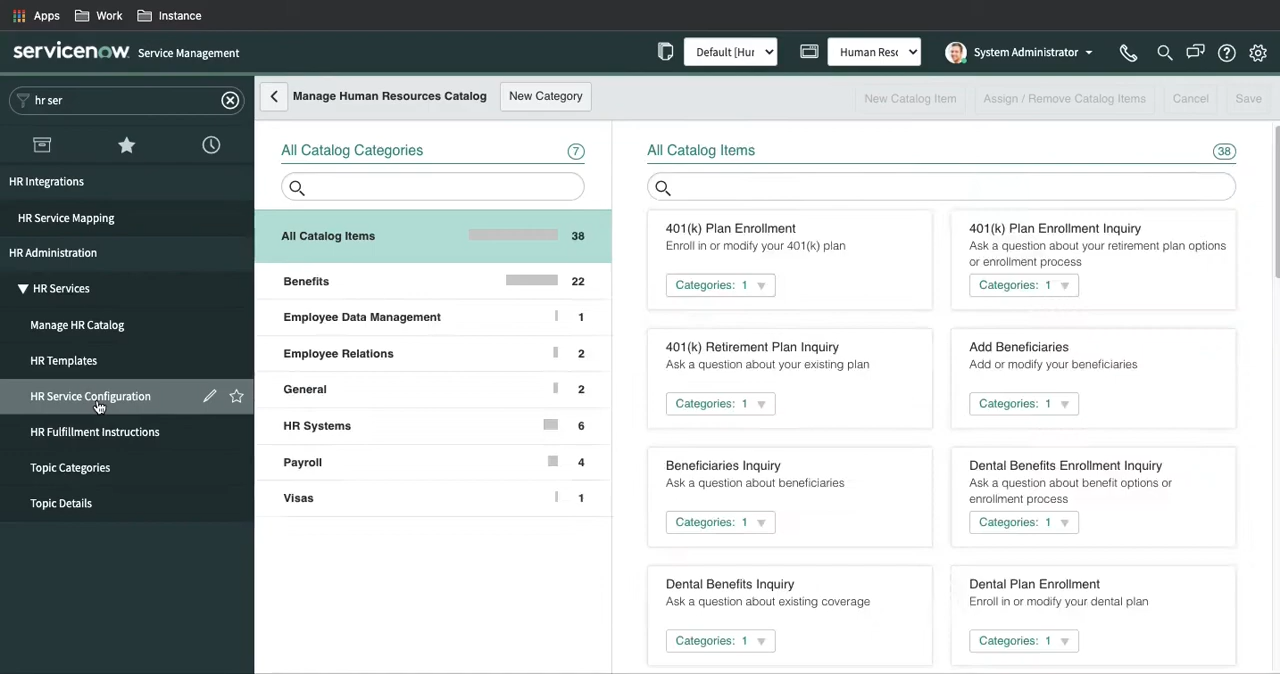 Apps Work Instance
servicenow Service Management
Default [Hur
Human Resc
System Administrator
hr ser
HR Integrations
HR Service Mapping
HR Administration
HR Services
Manage HR Catalog
HR Templates
HR Service Configuration
HR Fulfillment Instructions
Topic Categories
Topic Details
Manage Human Resources Catalog
New Category
New Catalog Item
Assign / Remove Catalog Items
Cancel
Save
All Catalog Categories
7
All Catalog Items 38
Benefits 22
Employee Data Management 1
Employee Relations 2
General 2
HR Systems 6
Payroll 4
Visas 1
All Catalog Items
38
401(k) Plan Enrollment
Enroll in or modify your 401(k) plan
Categories: 1
401(k) Plan Enrollment Inquiry
Ask a question about your retirement plan options
or enrollment process
Categories: 1
401(k) Retirement Plan Inquiry
Ask a question about your existing plan
Categories: 1
Add Beneficiaries
Add or modify your beneficiaries
Categories: 1
Beneficiaries Inquiry
Ask a question about beneficiaries
Categories: 1
Dental Benefits Enrollment Inquiry
Ask a question about benefit options or
enrollment process
Categories: 1
Dental Benefits Inquiry
Ask a question about existing coverage
Categories: 1
Dental Plan Enrollment
Enroll in or modify your dental plan
Categories: 1